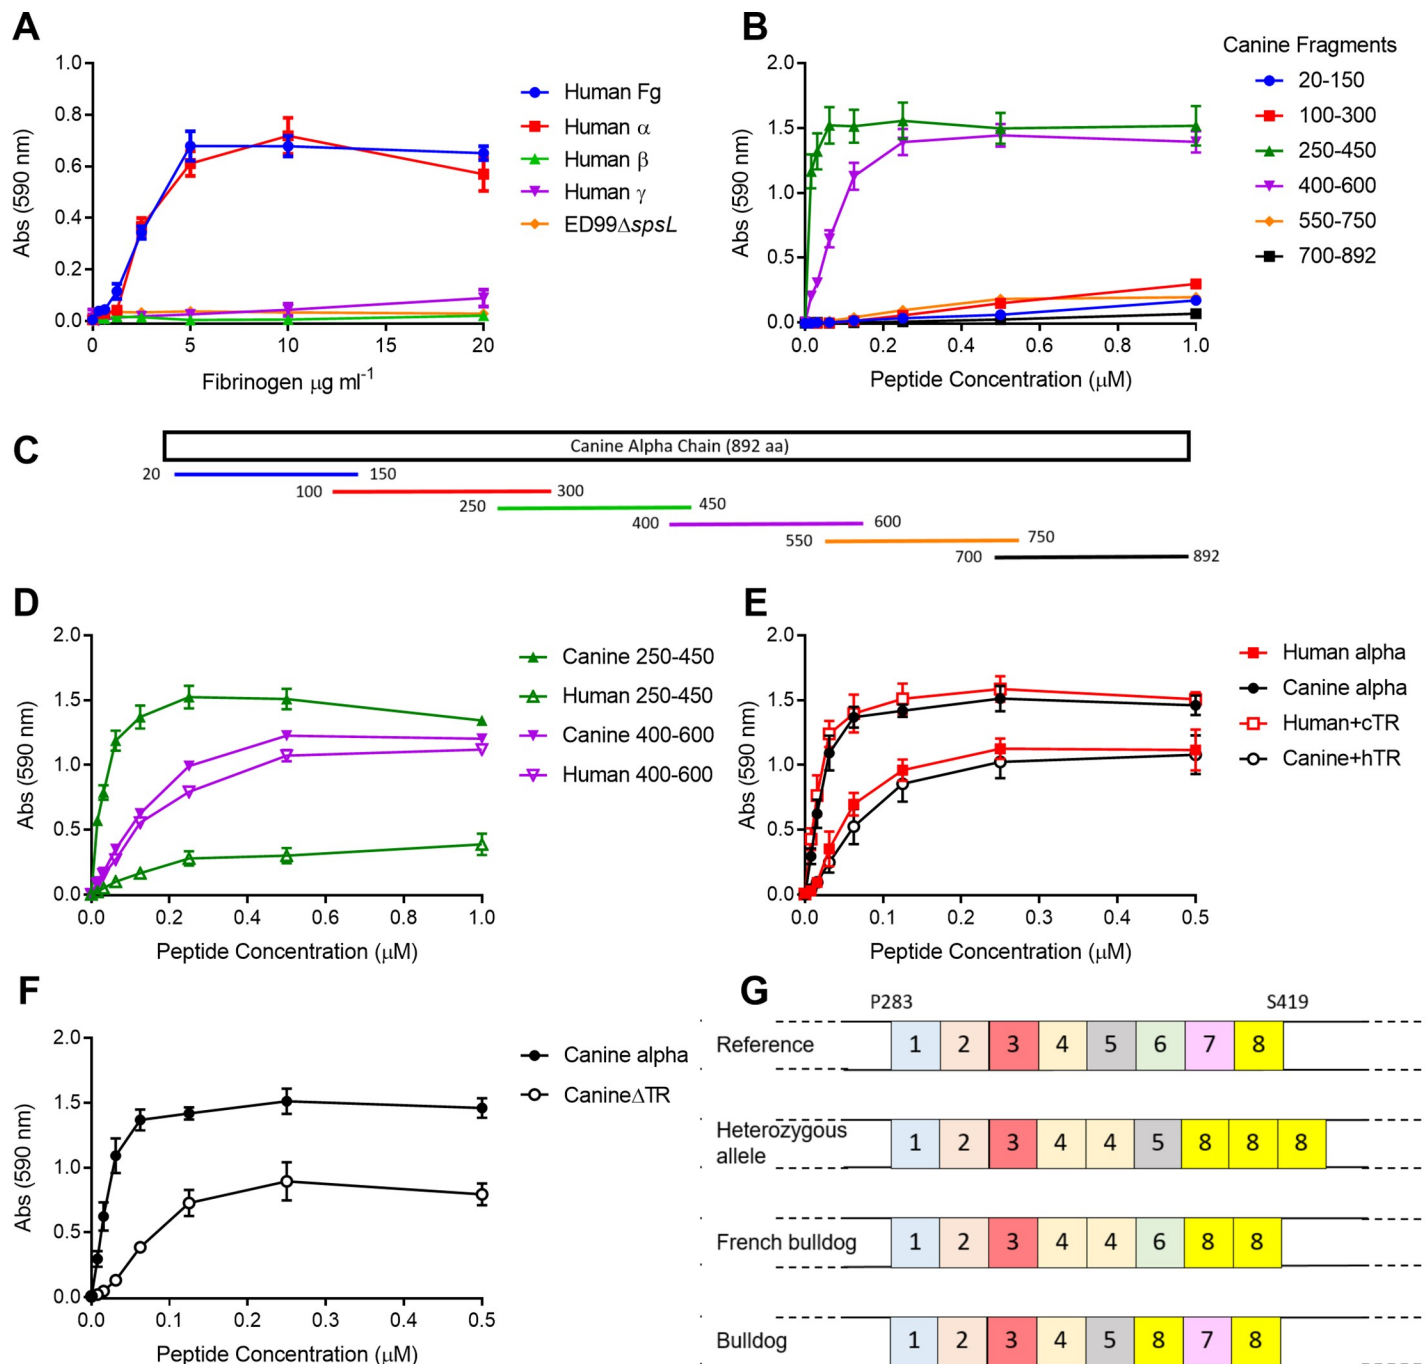 A
1.0
0.8
0.6
0.4
0.2
0.0
Abs (590 nm)
0 5 10 15 20
Fibrinogen μg ml-1
Human Fg
Human α
Human β
Human γ
ED99ΔspsL
B
2.0
1.5
1.0
0.5
0.0
Abs (590 nm)
0.0 0.2 0.4 0.6 0.8 1.0
Peptide Concentration (μM)
Canine Fragments
20-150
100-300
250-450
400-600
550-750
700-892
C
Canine Alpha Chain (892 aa)
20 150
100 300
250 450
400 600
550 750
700 892
D
2.0
1.5
1.0
0.5
0.0
Abs (590 nm)
0.0 0.2 0.4 0.6 0.8 1.0
Peptide Concentration (μM)
Canine 250-450
Human 250-450
Canine 400-600
Human 400-600
E
2.0
1.5
1.0
0.5
0.0
Abs (590 nm)
0.0 0.1 0.2 0.3 0.4 0.5
Peptide Concentration (μM)
Human alpha
Canine alpha
Human+cTR
Canine+hTR
F
2.0
1.5
1.0
0.5
0.0
Abs (590 nm)
0.0 0.1 0.2 0.3 0.4 0.5
Peptide Concentration (μM)
Canine alpha
CanineΔTR
G
P283 S419
Reference 1 2 3 4 5 6 7 8
Heterozygous
allele
1 2 3 4 4 5 8 8 8
French bulldog 1 2 3 4 4 6 8 8
Bulldog 1 2 3 4 5 8 7 8